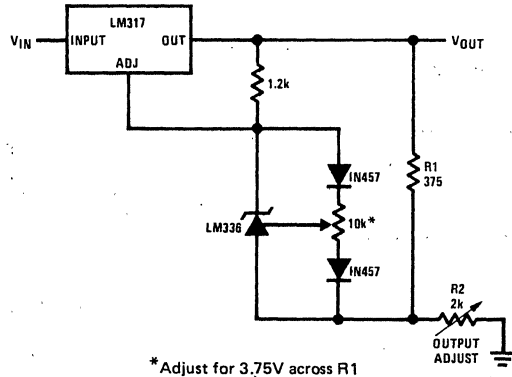 LM317
VIN
INPUT
OUT
VOUT
ADJ
1.2k
IN457
R1
375
LM336
10k*
IN457
R2
2k
OUTPUT
ADJUST
*Adjust for 3.75V across R1